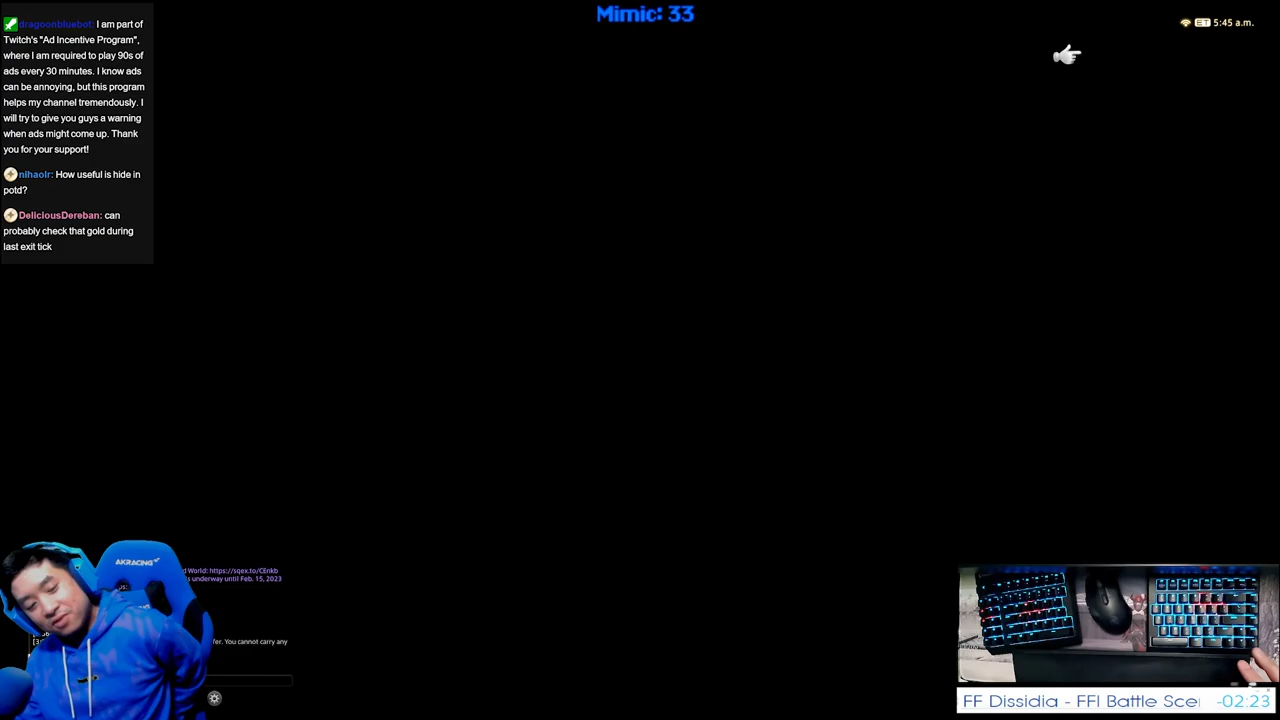 Mimic: 33
ET 5:45 a.m.
dragoonbluebot: I am part of
Twitch's "Ad Incentive Program",
where I am required to play 90s of
ads every 30 minutes. I know ads
can be annoying, but this program
helps my channel tremendously. I
will try to give you guys a warning
when ads might come up. Thank
you for your support!
nihaolr: How useful is hide in
potd?
DeliciousDereban: can
probably check that gold during
last exit tick
AKRACING
d World: https://sqex.to/CEnkb
s underway until Feb. 15, 2023
fer. You cannot carry any
FF Dissidia - FFI Battle Sce -02:23